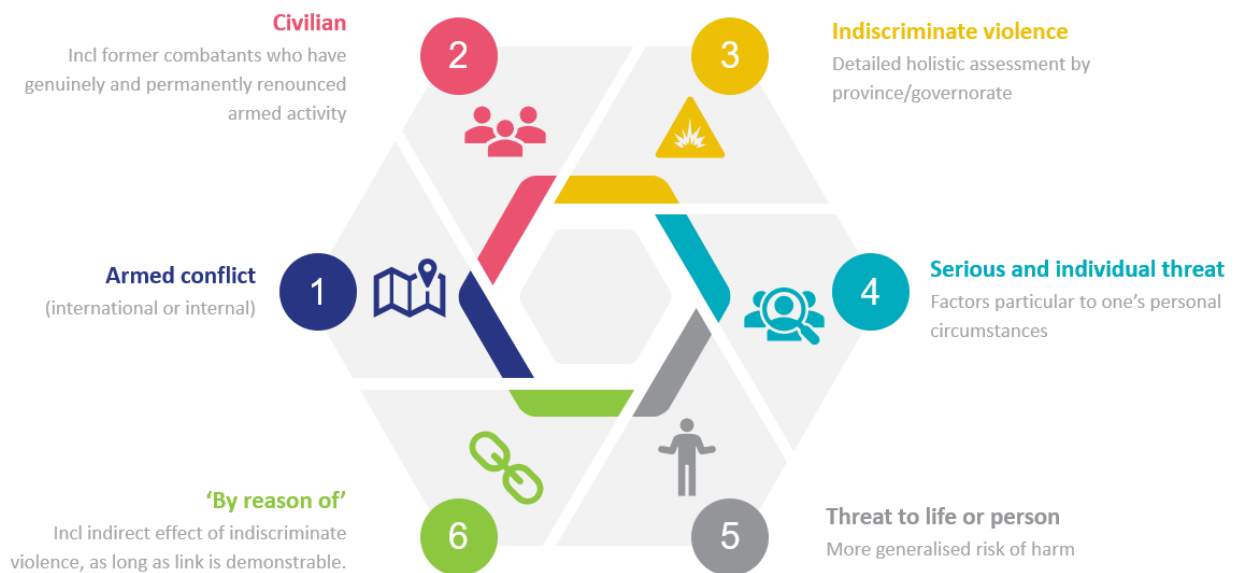 1
Armed conflict
(international or internal)
2
Civilian
Incl former combatants who have
genuinely and permanently renounced
armed activity
3
Indiscriminate violence
Detailed holistic assessment by
province/governorate
4
Serious and individual threat
Factors particular to one’s personal
circumstances
5
Threat to life or person
More generalised risk of harm
6
‘By reason of’
Incl indirect effect of indiscriminate
violence, as long as link is demonstrable.